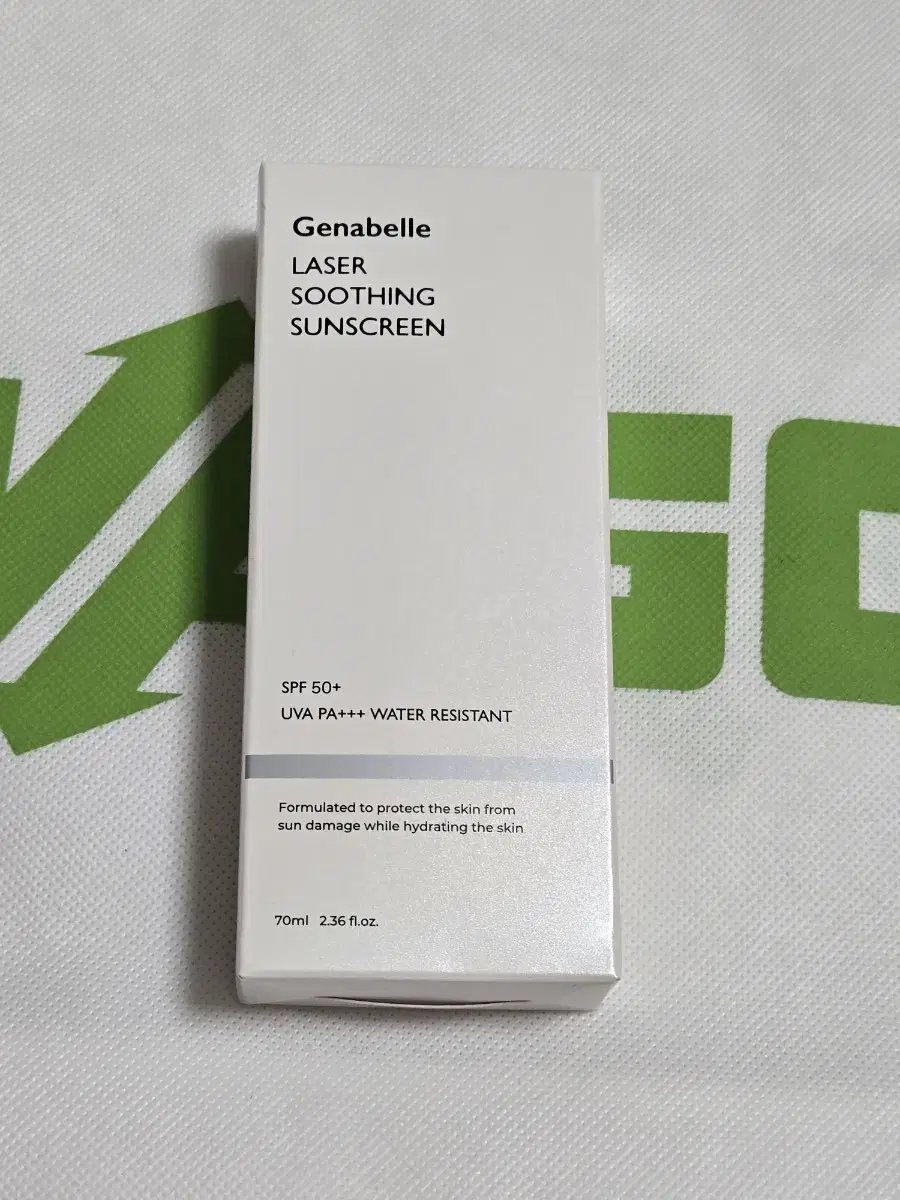 Genabelle
LASER
SOOTHING
SUNSCREEN
SPF 50+
UVA PA+++ WATER RESISTANT
Formulated to protect the skin from
sun damage while hydrating the skin
70ml 2.36 fl.oz.